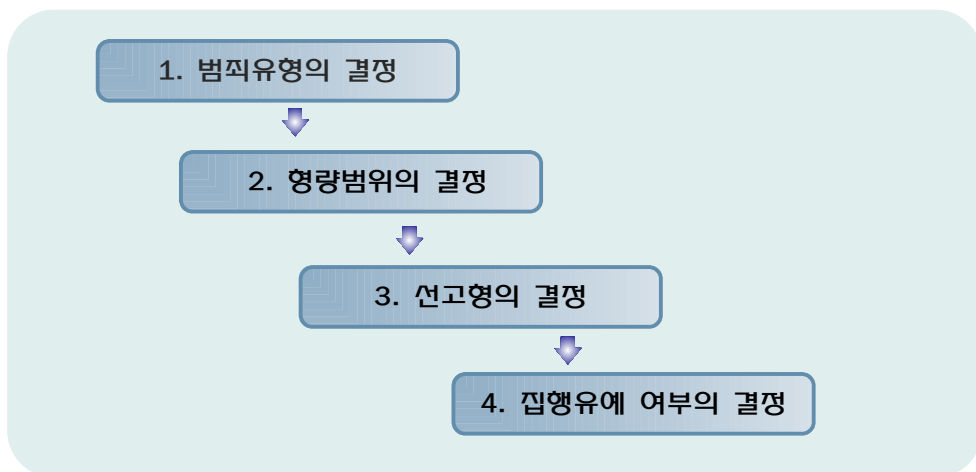 1. 범죄유형의 결정
2. 형량범위의 결정
3. 선고형의 결정
4. 집행유예 여부의 결정